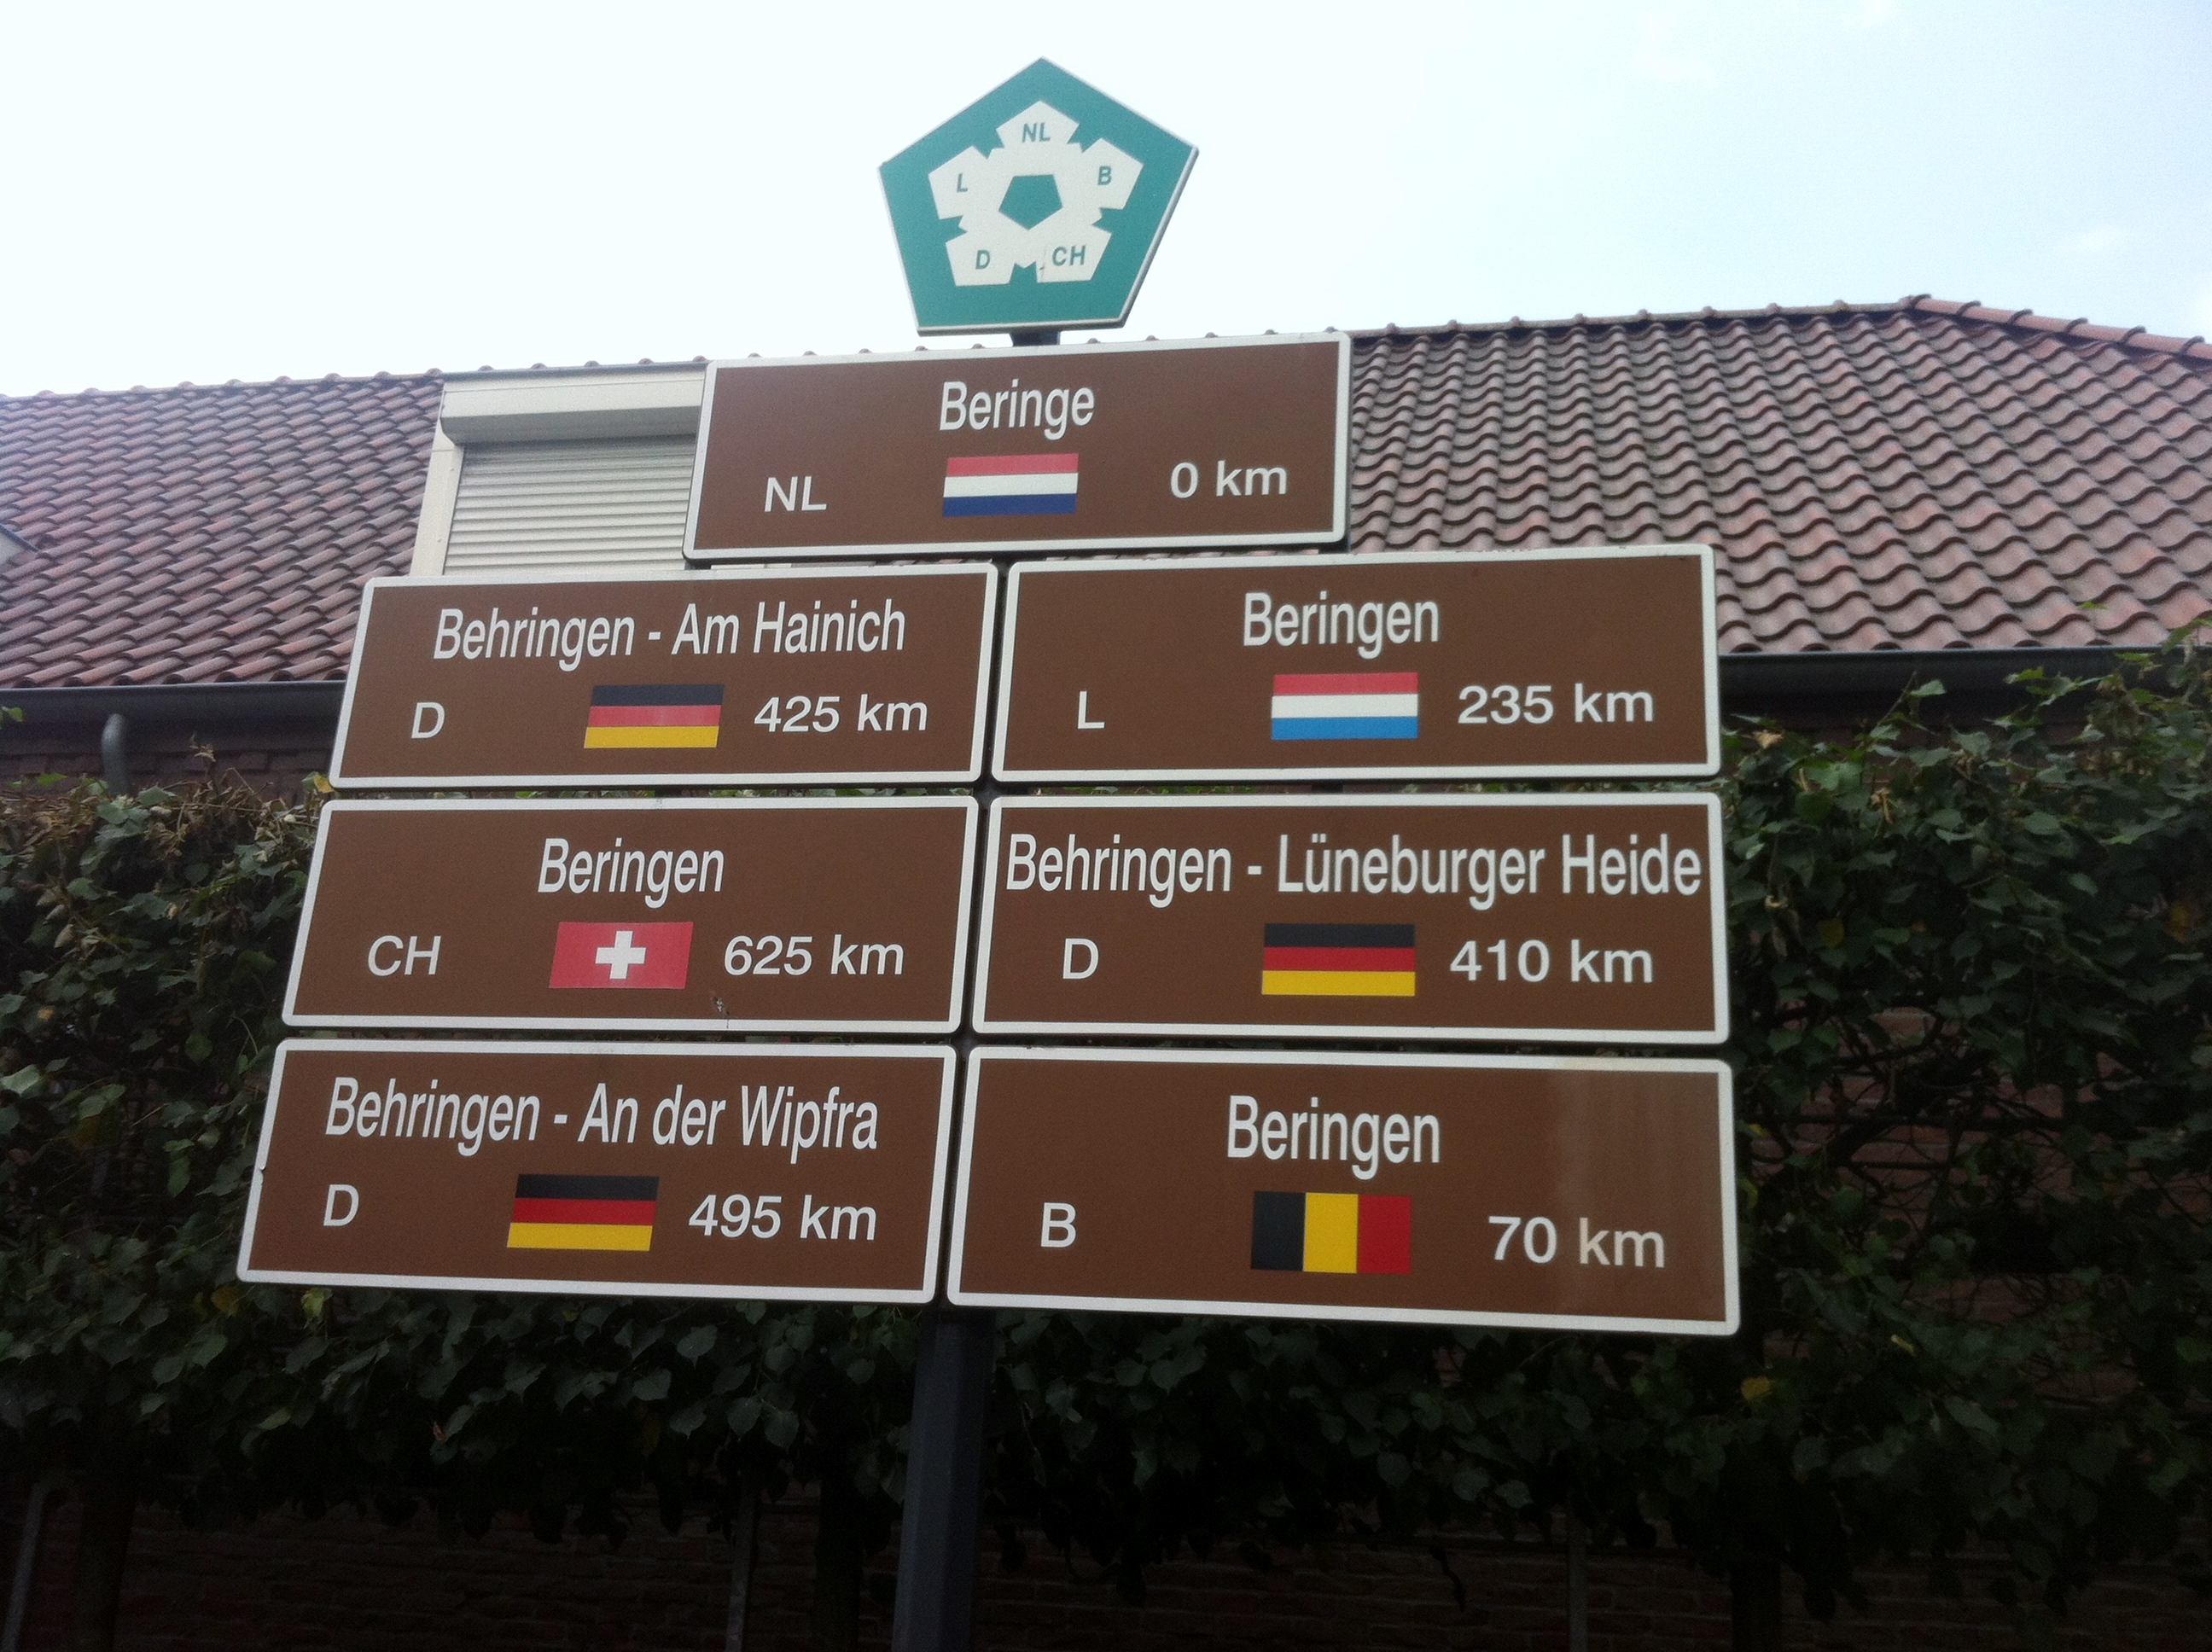 NL
L
B
D
CH
Beringe
NL 0 km
Behringen - Am Hainich
D 425 km
Beringen
L 235 km
Beringen
CH 625 km
Behringen - Lüneburger Heide
D 410 km
Behringen - An der Wipfra
D 495 km
Beringen
B 70 km